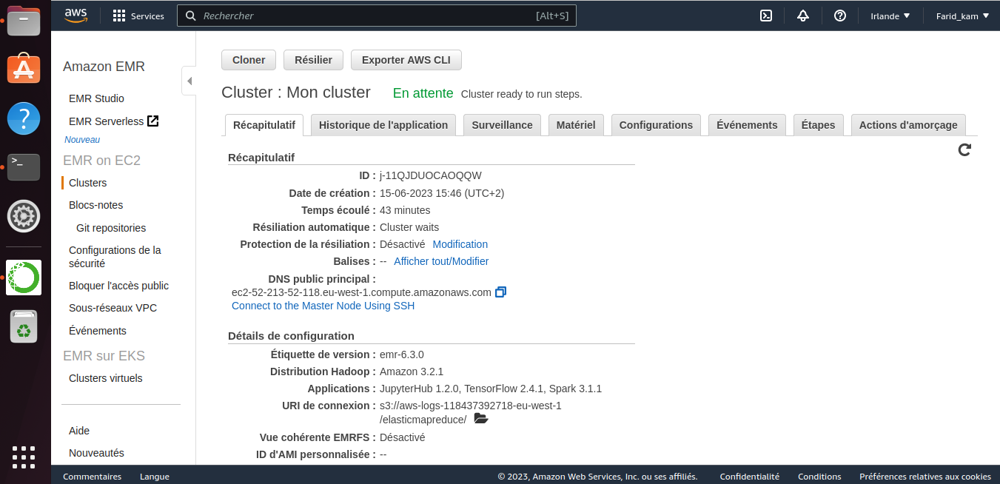 aws
Services
Rechercher [Alt+S]
Irlande
Farid_kam
Amazon EMR
EMR Studio
EMR Serverless
Nouveau
EMR on EC2
Clusters
Blocs-notes
Git repositories
Configurations de la
sécurité
Bloquer l'accès public
Sous-réseaux VPC
Événements
EMR sur EKS
Clusters virtuels
Aide
Nouveautés
Cloner Résilier Exporter AWS CLI
Cluster : Mon cluster En attente Cluster ready to run steps.
Récapitulatif Historique de l'application Surveillance Matériel Configurations Événements Étapes Actions d'amorçage
Récapitulatif
ID : j-11QJDUOCAOQQW
Date de création : 15-06-2023 15:46 (UTC+2)
Temps écoulé : 43 minutes
Résiliation automatique : Cluster waits
Protection de la résiliation : Désactivé Modification
Balises : -- Afficher tout/Modifier
DNS public principal :
ec2-52-213-52-118.eu-west-1.compute.amazonaws.com
Connect to the Master Node Using SSH
Détails de configuration
Étiquette de version : emr-6.3.0
Distribution Hadoop : Amazon 3.2.1
Applications : JupyterHub 1.2.0, TensorFlow 2.4.1, Spark 3.1.1
URI de connexion : s3://aws-logs-118437392718-eu-west-1
/elasticmapreduce/
Vue cohérente EMRFS : Désactivé
ID d'AMI personnalisée : --
Commentaires Langue © 2023, Amazon Web Services, Inc. ou ses affiliés. Confidentialité Conditions Préférences relatives aux cookies